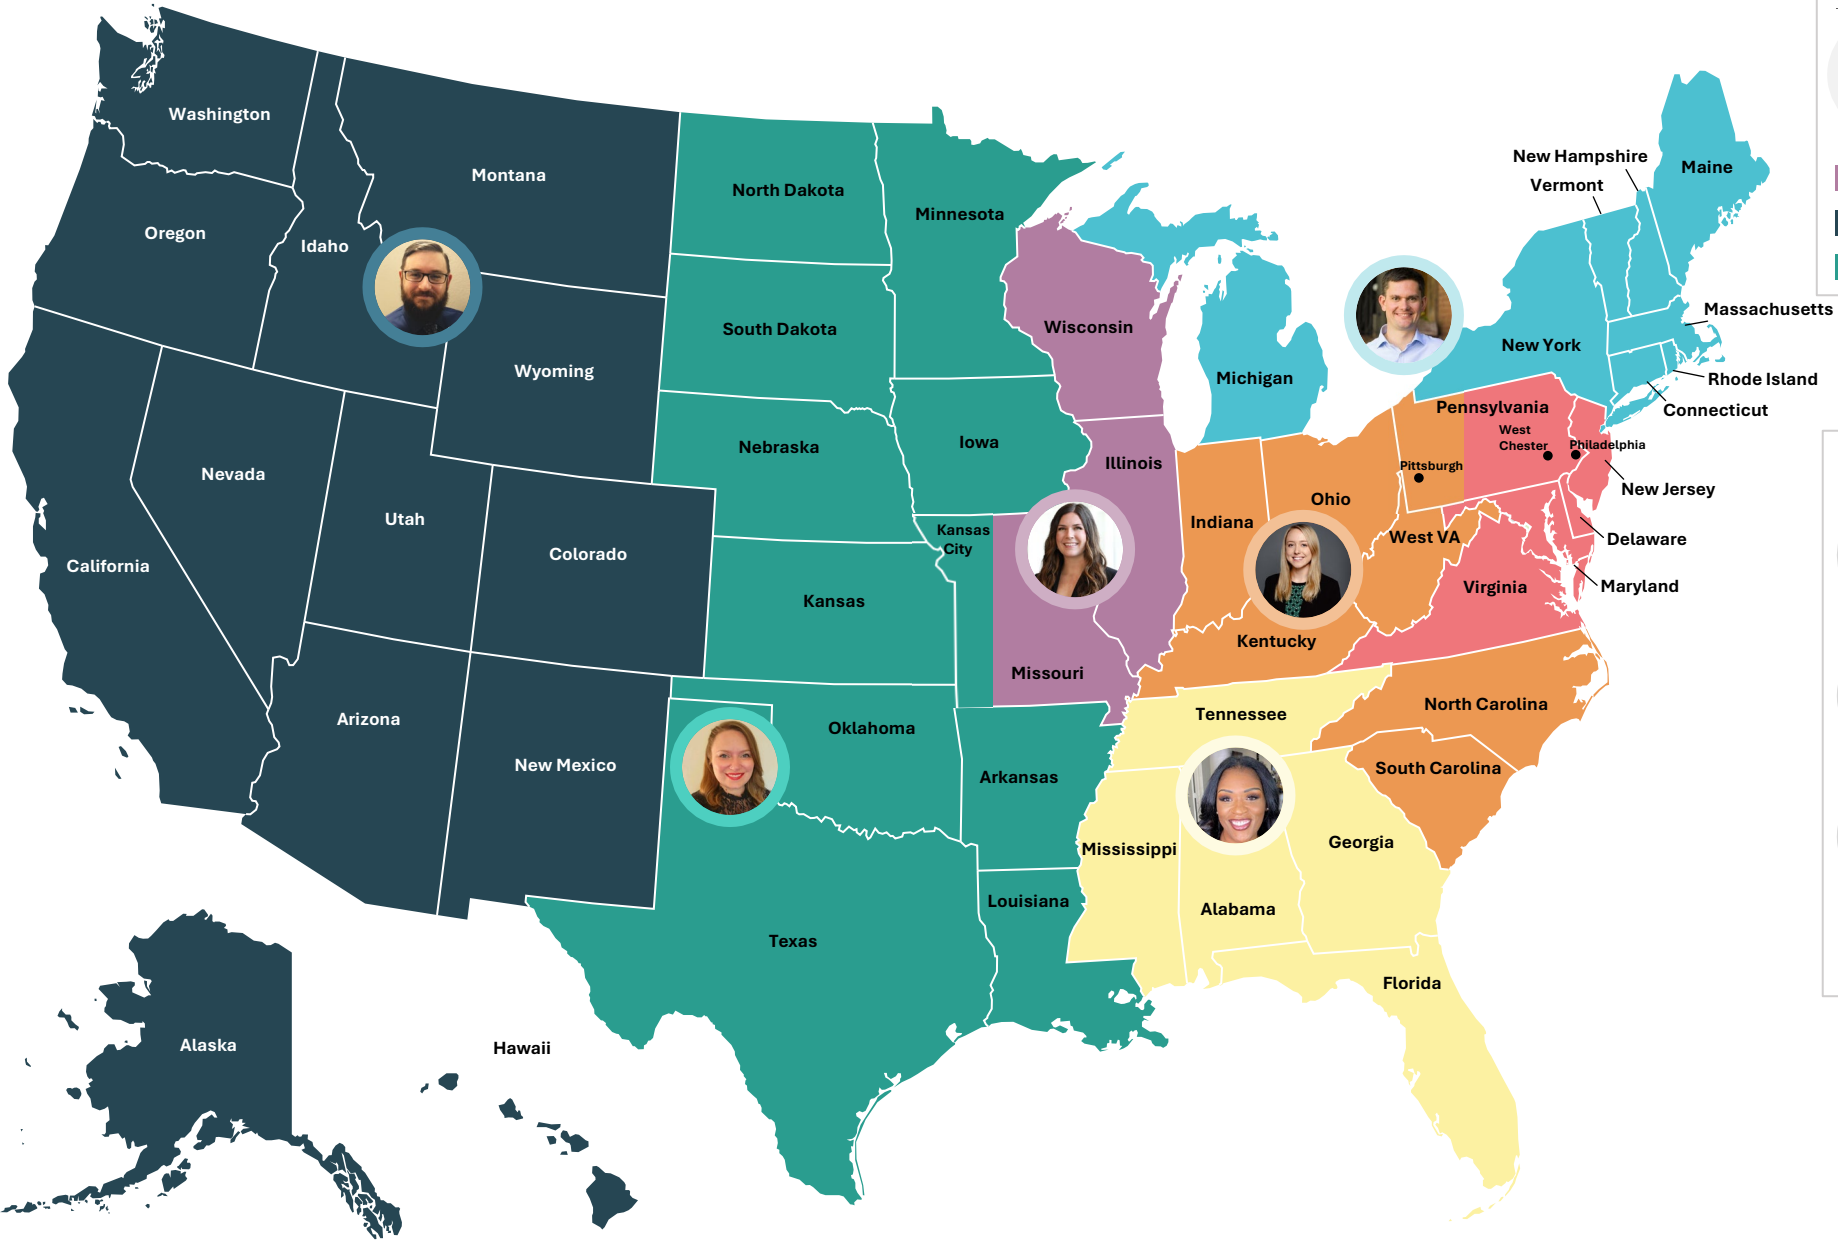 Washington
Montana
North Dakota
Minnesota
New Hampshire
Maine
Vermont
Oregon
Idaho
South Dakota
Wisconsin
Massachusetts
New York
Wyoming
Michigan
Rhode Island
Connecticut
Pennsylvania
West
Chester
Philadelphia
Pittsburgh
New Jersey
Nebraska
Iowa
Illinois
Nevada
Utah
Colorado
California
Kansas
City
Indiana
Ohio
West VA
Delaware
Maryland
Virginia
Kansas
Kentucky
Missouri
North Carolina
Arizona
New Mexico
Oklahoma
Tennessee
South Carolina
Arkansas
Mississippi
Georgia
Louisiana
Alabama
Texas
Florida
Alaska
Hawaii